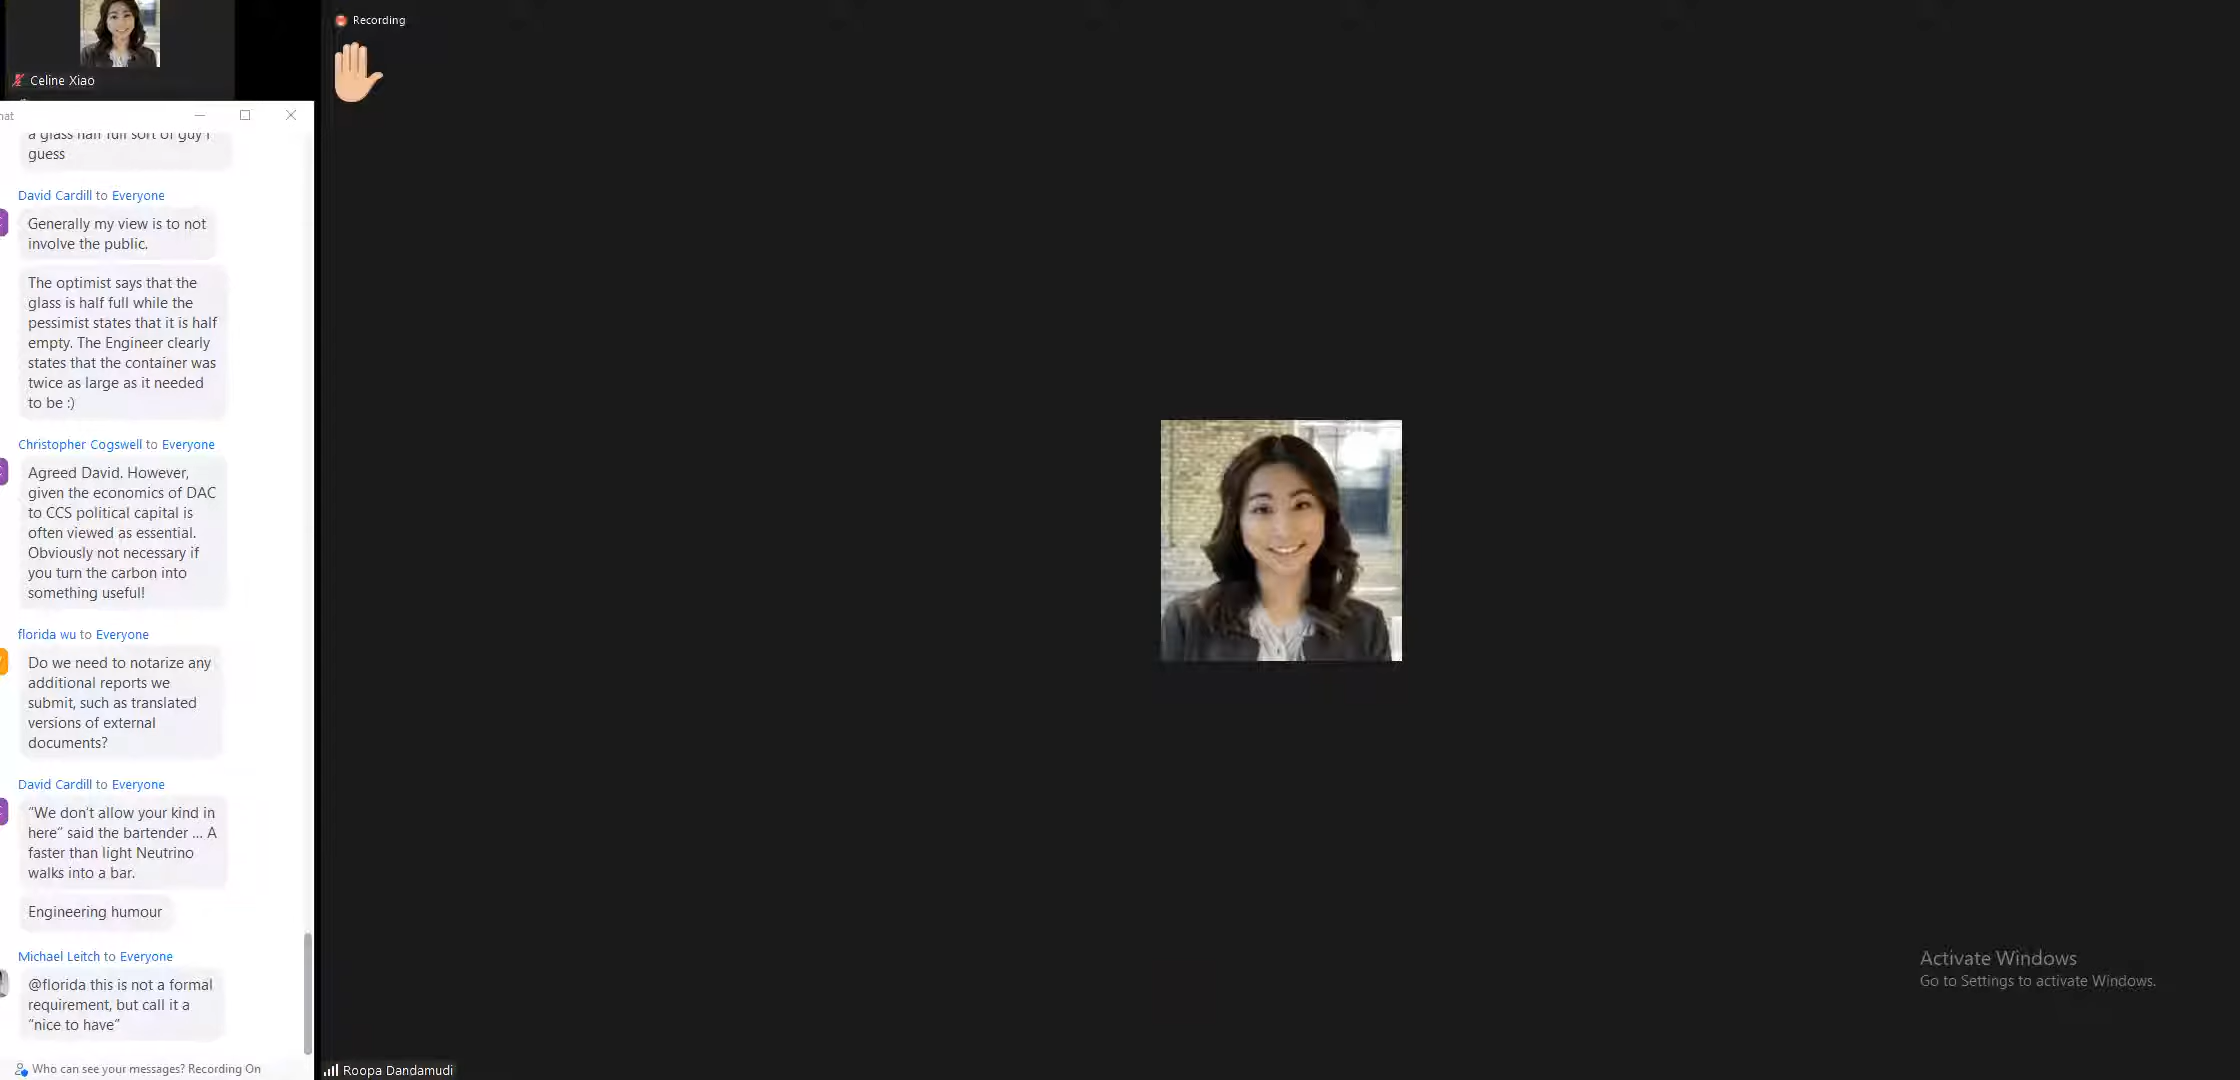 Recording
Celine Xiao
hat
a glass half full sort of guy I
guess
David Cardill to Everyone
Generally my view is to not
involve the public.
The optimist says that the
glass is half full while the
pessimist states that it is half
empty. The Engineer clearly
states that the container was
twice as large as it needed
to be :)
Christopher Cogswell to Everyone
Agreed David. However,
given the economics of DAC
to CCS political capital is
often viewed as essential.
Obviously not necessary if
you turn the carbon into
something useful!
florida wu to Everyone
Do we need to notarize any
additional reports we
submit, such as translated
versions of external
documents?
David Cardill to Everyone
"We don't allow your kind in
here" said the bartender ... A
faster than light Neutrino
walks into a bar.
Engineering humour
Michael Leitch to Everyone
@florida this is not a formal
requirement, but call it a
"nice to have"
Who can see your messages? Recording On
Roopa Dandamudi
Activate Windows
Go to Settings to activate Windows.